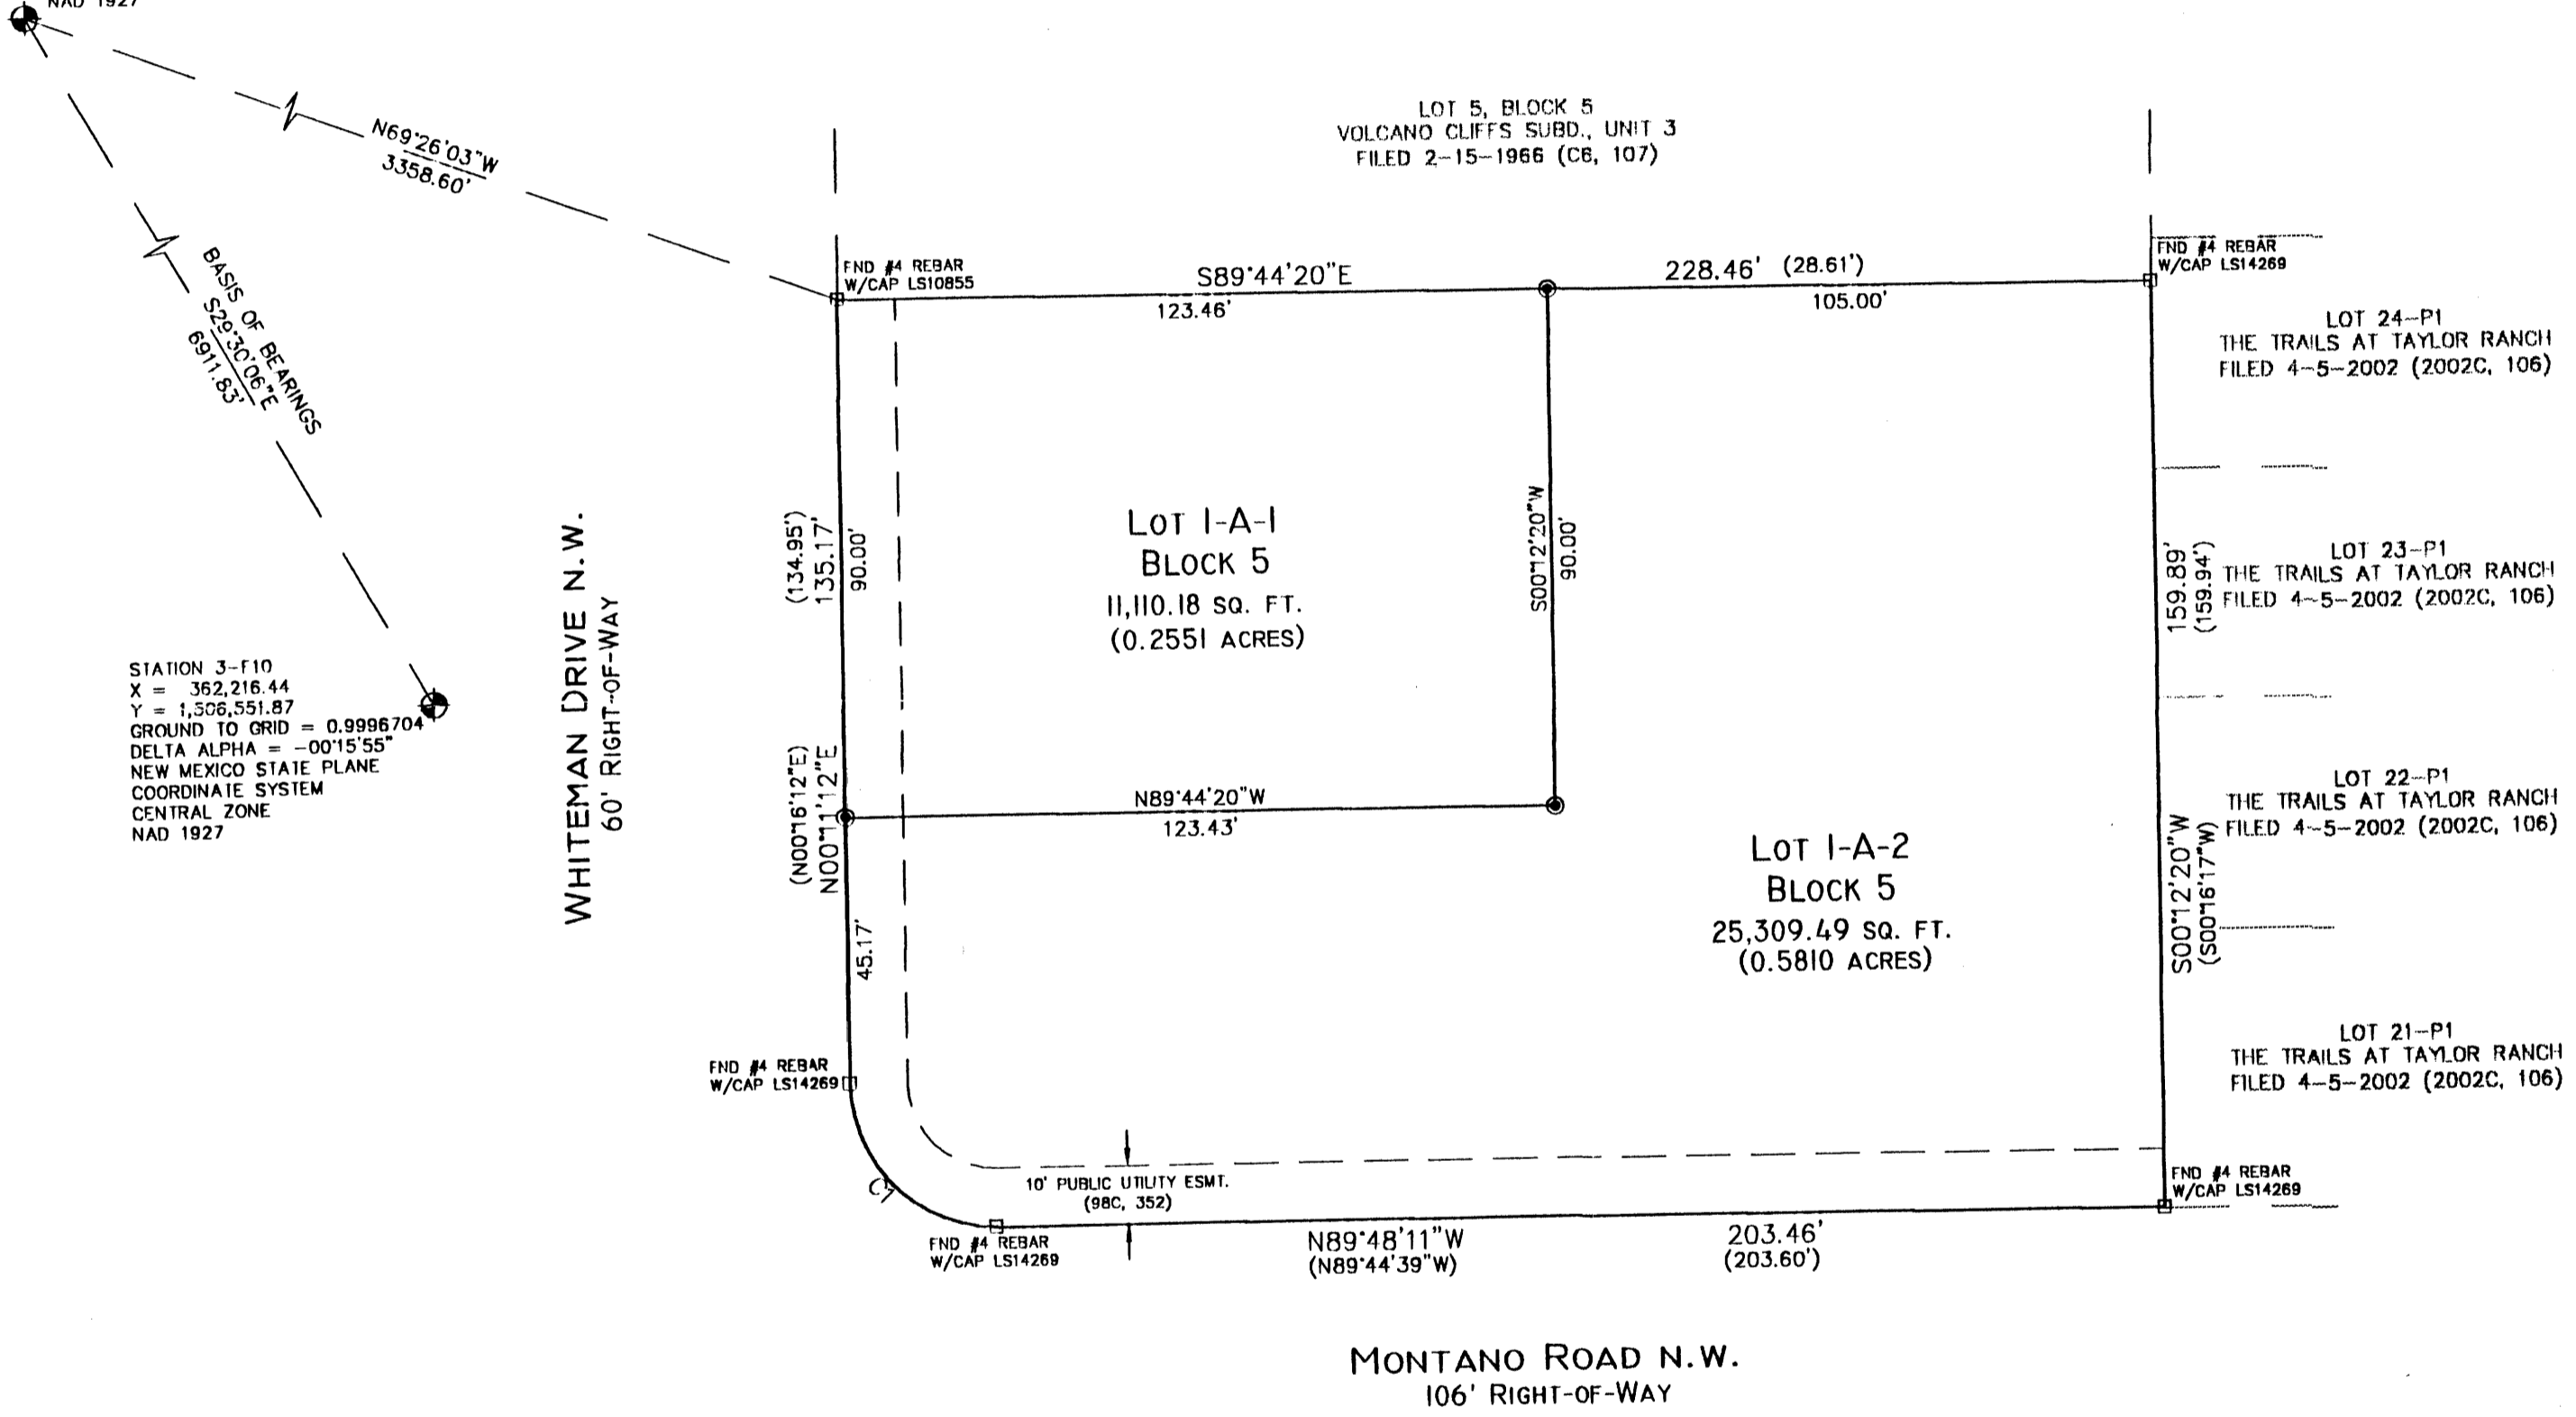 NAD 1927
N69°26'03"W
3358.60'
BASIS OF BEARINGS
S29°30'06"E
6911.83'
STATION 3-F10
X = 362,216.44
Y = 1,506,551.87
GROUND TO GRID = 0.9996704
DELTA ALPHA = -00°15'55"
NEW MEXICO STATE PLANE
COORDINATE SYSTEM
CENTRAL ZONE
NAD 1927
LOT 5, BLOCK 5
VOLCANO CLIFFS SUBD., UNIT 3
FILED 2-15-1966 (C6, 107)
FND #4 REBAR
W/CAP LS10855
S89°44'20"E
123.46'
228.46' (28.61')
105.00'
FND #4 REBAR
W/CAP LS14269
LOT 24-P1
THE TRAILS AT TAYLOR RANCH
FILED 4-5-2002 (2002C, 106)
WHITEMAN DRIVE N.W.
60' RIGHT-OF-WAY
(134.95')
135.17'
90.00'
LOT 1-A-1
BLOCK 5
11,110.18 SQ. FT.
(0.2551 ACRES)
S00°12'20"W
90.00'
159.89'
(159.94')
LOT 23-P1
THE TRAILS AT TAYLOR RANCH
FILED 4-5-2002 (2002C, 106)
(N00°16'12"E)
N00°11'12"E
N89°44'20"W
123.43'
45.17'
LOT 1-A-2
BLOCK 5
25,309.49 SQ. FT.
(0.5810 ACRES)
S00°12'20"W
(S00°16'17"W)
LOT 22-P1
THE TRAILS AT TAYLOR RANCH
FILED 4-5-2002 (2002C, 106)
LOT 21-P1
THE TRAILS AT TAYLOR RANCH
FILED 4-5-2002 (2002C, 106)
FND #4 REBAR
W/CAP LS14269
C1
10' PUBLIC UTILITY ESMT.
(98C, 352)
FND #4 REBAR
W/CAP LS14269
FND #4 REBAR
W/CAP LS14269
N89°48'11"W
(N89°44'39"W)
203.46'
(203.60')
MONTANO ROAD N.W.
106' RIGHT-OF-WAY